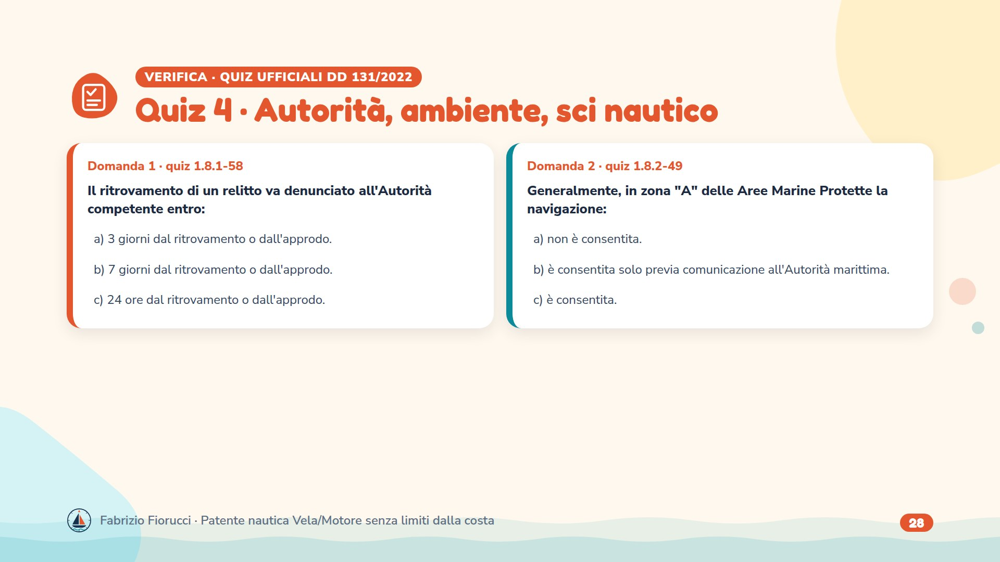 VERIFICA · QUIZ UFFICIALI DD 131/2022
Quiz 4 · Autorità, ambiente, sci nautico
Domanda 1 · quiz 1.8.1-58
Il ritrovamento di un relitto va denunciato all'Autorità
competente entro:
a) 3 giorni dal ritrovamento o dall'approdo.
b) 7 giorni dal ritrovamento o dall'approdo.
c) 24 ore dal ritrovamento o dall'approdo.
Domanda 2 · quiz 1.8.2-49
Generalmente, in zona "A" delle Aree Marine Protette la
navigazione:
a) non è consentita.
b) è consentita solo previa comunicazione all'Autorità marittima.
c) è consentita.
Fabrizio Fiorucci · Patente nautica Vela/Motore senza limiti dalla costa
28